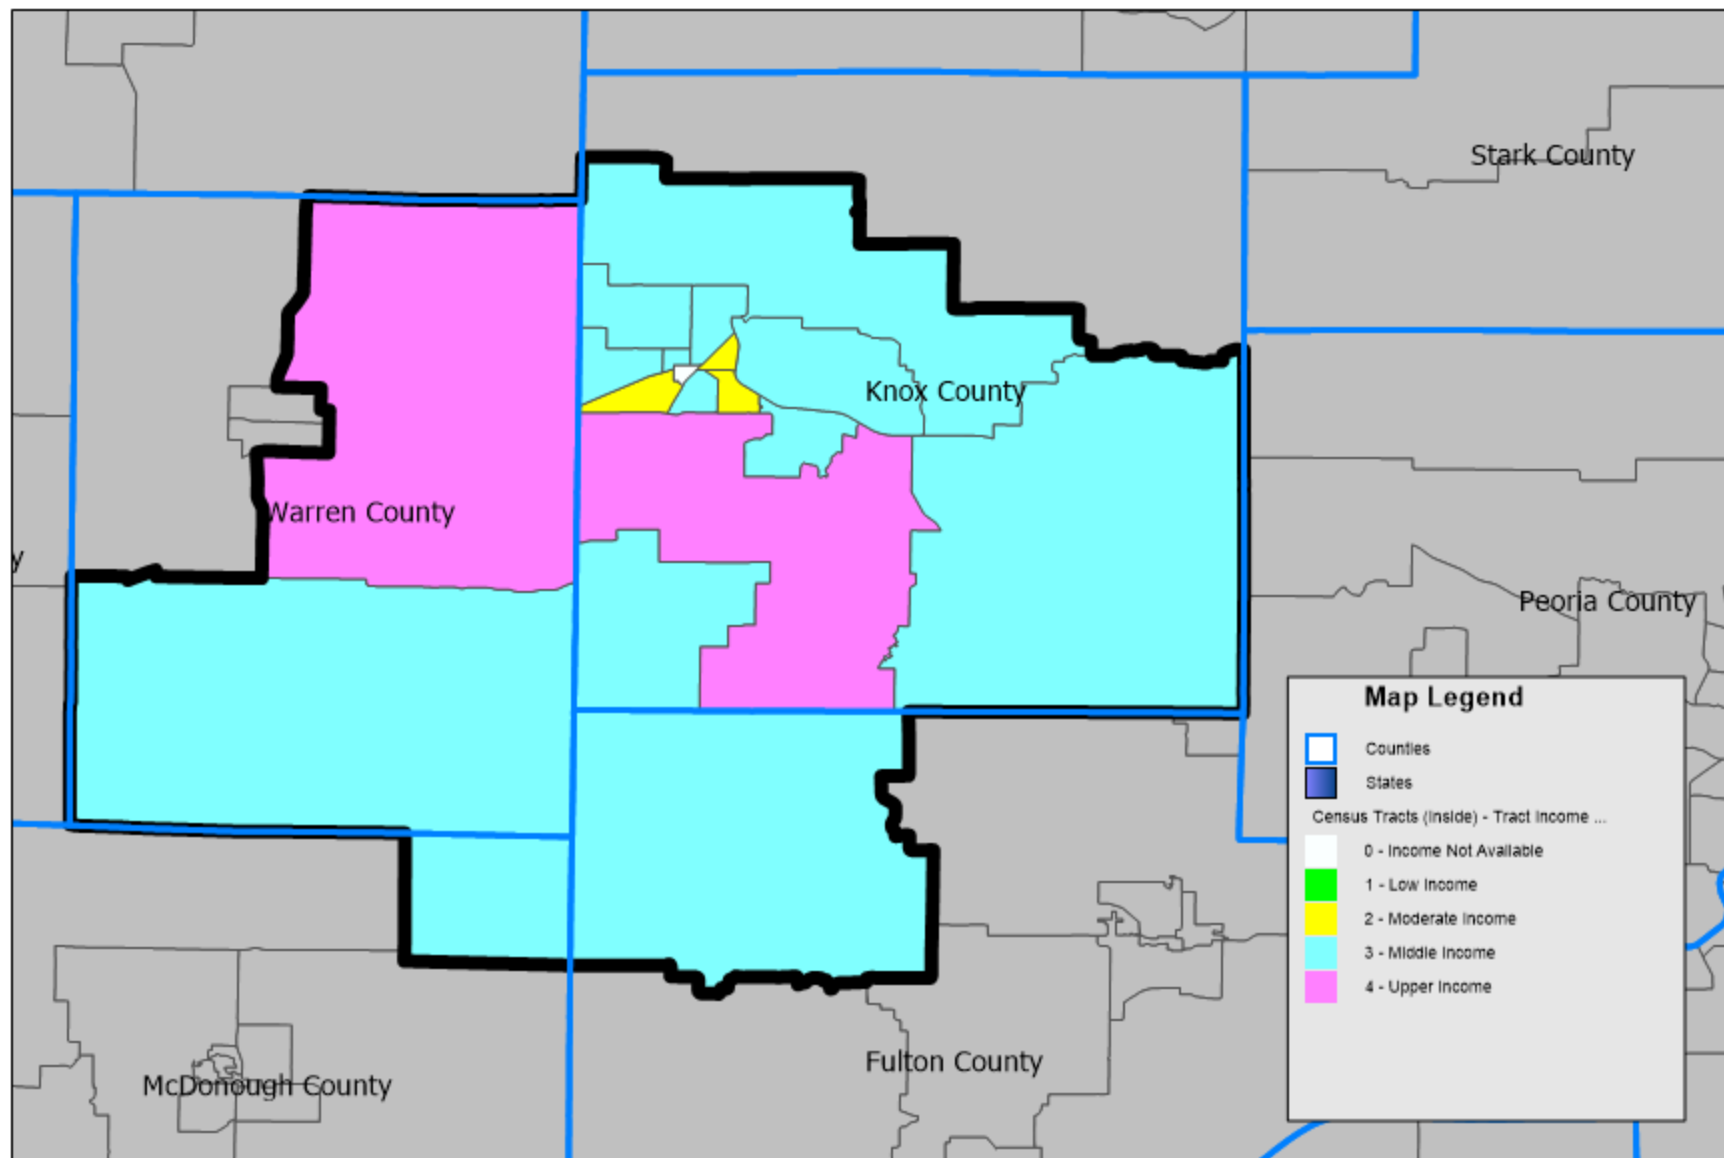 Stark County
Knox County
Warren County
y
Peoria County
Map Legend
Counties
States
Census Tracts (Inside) - Tract Income ...
0 - Income Not Available
1 - Low Income
2 - Moderate Income
3 - Middle Income
4 - Upper Income
Fulton County
McDonough County